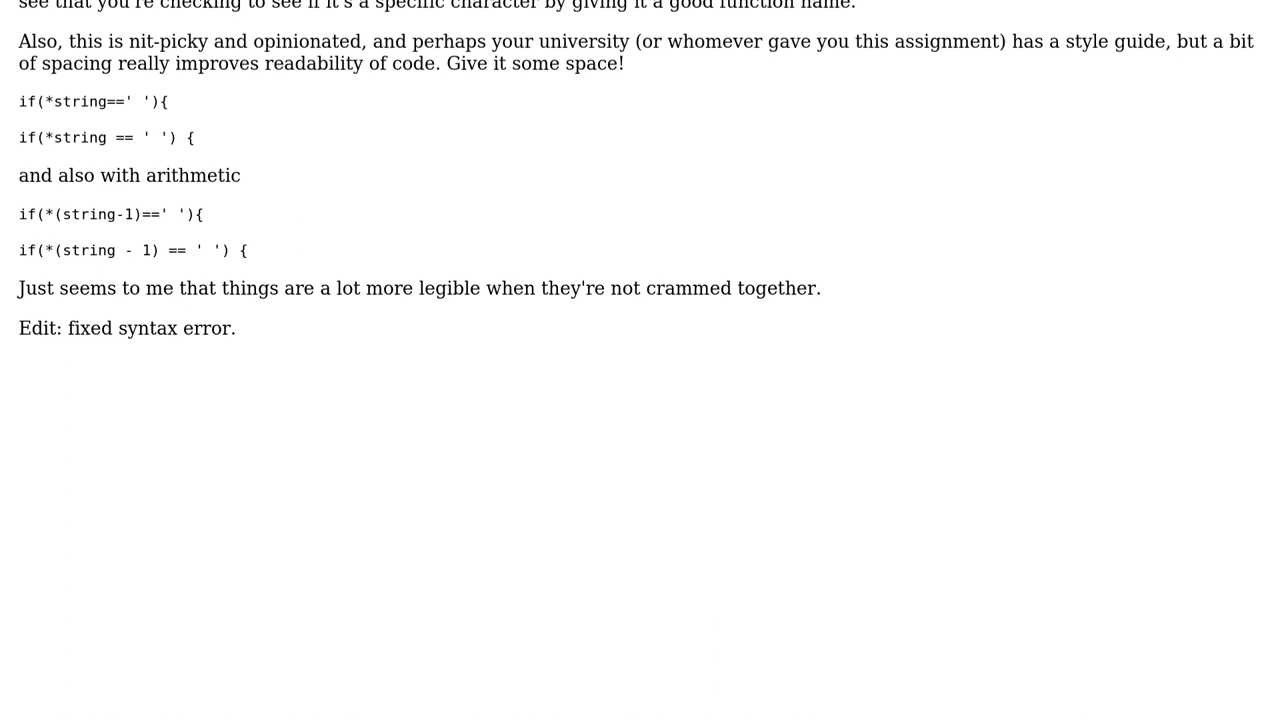 see that you're checking to see if it's a specific character by giving it a good function name.
Also, this is nit-picky and opinionated, and perhaps your university (or whomever gave you this assignment) has a style guide, but a bit
of spacing really improves readability of code. Give it some space!
if(*string==' '){
if(*string == ' ') {
and also with arithmetic
if(*(string-1)==' '){
if(*(string - 1) == ' ') {
Just seems to me that things are a lot more legible when they're not crammed together.
Edit: fixed syntax error.